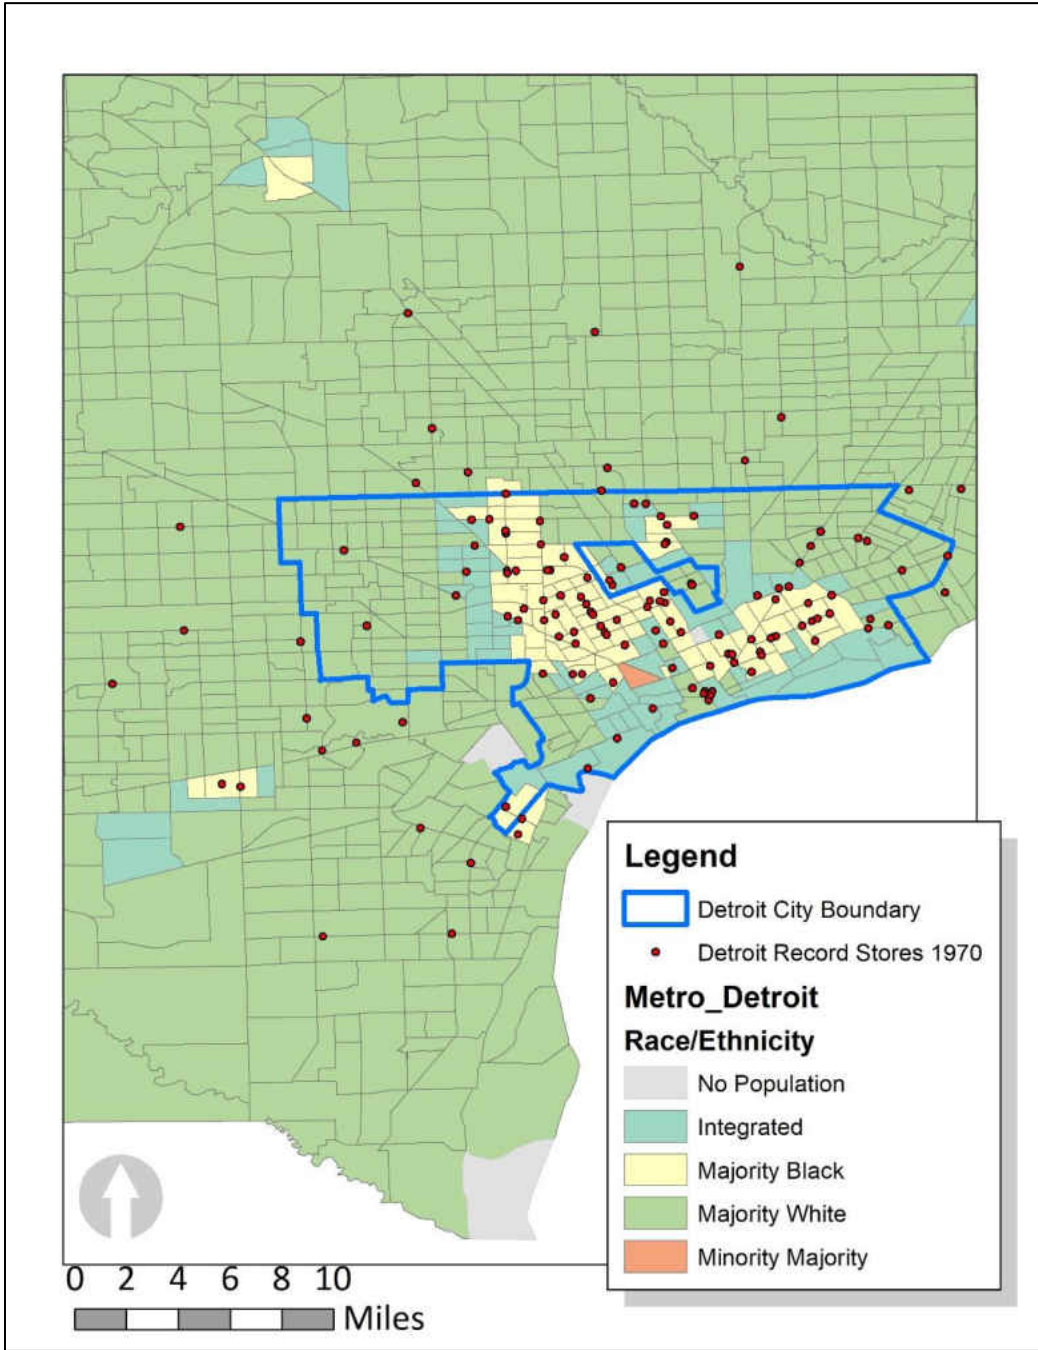 Legend
Detroit City Boundary
Detroit Record Stores 1970
Metro_Detroit
Race/Ethnicity
No Population
Integrated
Majority Black
Majority White
Minority Majority
0 2 4 6 8 10
Miles